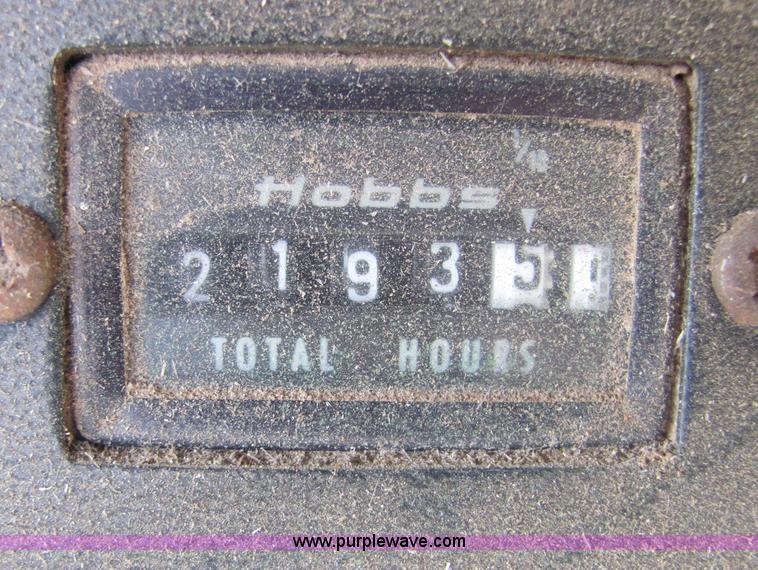 1/10
Hobbs
2 1 9 3 5
TOTAL HOURS
www.purplewave.com